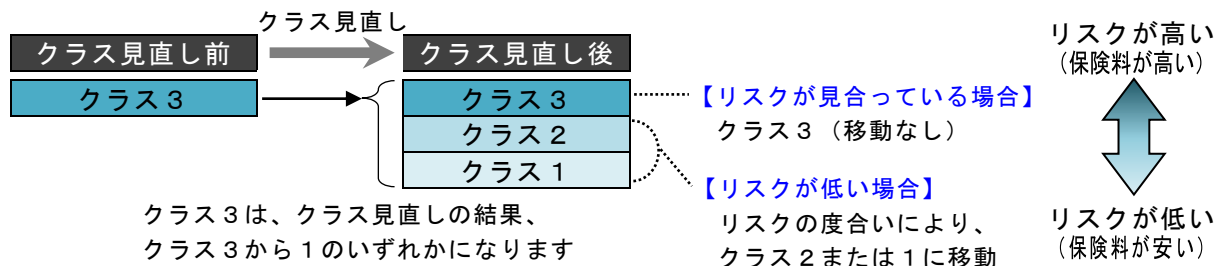 クラス見直し
クラス見直し前
クラス見直し後
クラス３
クラス３
クラス２
クラス１
クラス３は、クラス見直しの結果、
クラス３から１のいずれかになります
【リスクが見合っている場合】
クラス３（移動なし）
【リスクが低い場合】
リスクの度合いにより、
クラス２または１に移動
リスクが高い
（保険料が高い）
リスクが低い
（保険料が安い）